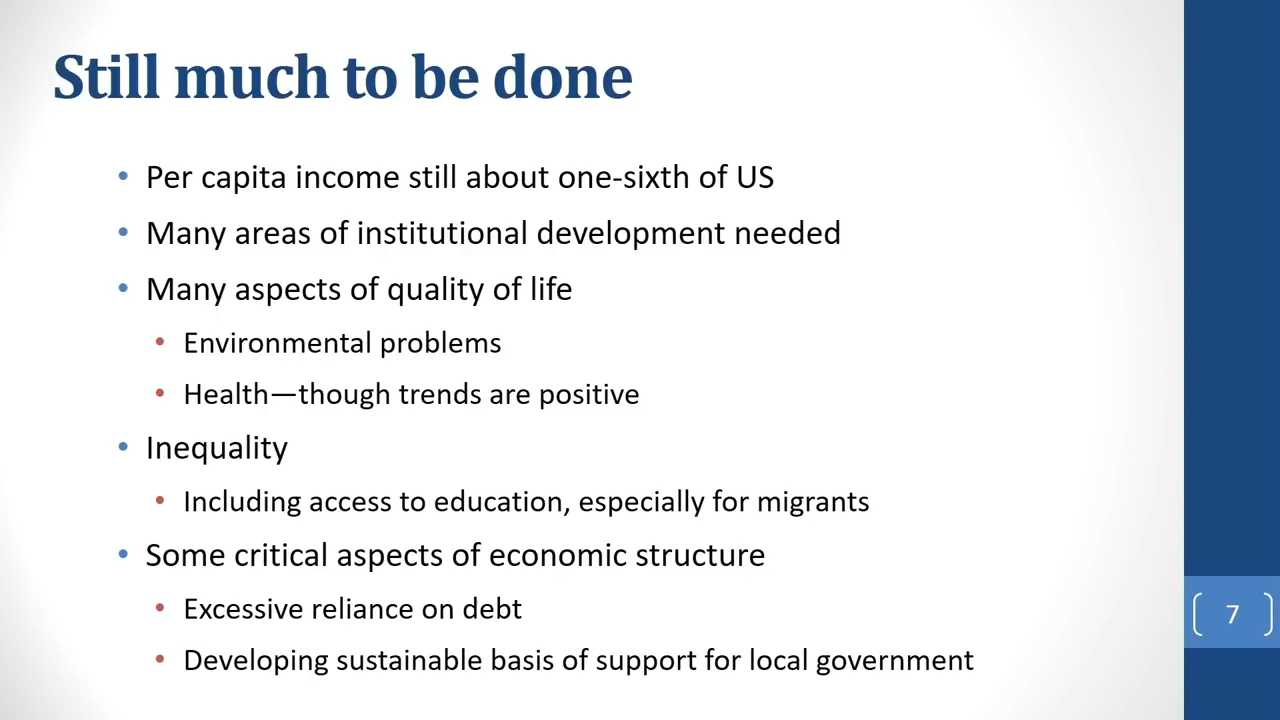 Still much to be done
• Per capita income still about one-sixth of US
• Many areas of institutional development needed
• Many aspects of quality of life
• Environmental problems
• Health—though trends are positive
• Inequality
• Including access to education, especially for migrants
• Some critical aspects of economic structure
• Excessive reliance on debt
• Developing sustainable basis of support for local government
7